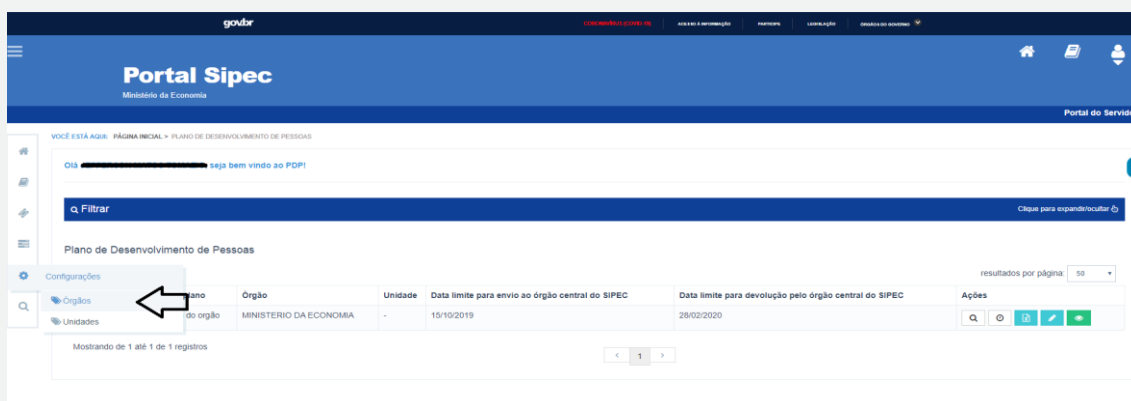 govbr
CORONAVÍRUS (COVID-19) ACESSO À INFORMAÇÃO PARTICIPE LEGISLAÇÃO ÓRGÃOS DO GOVERNO
Portal Sipec
Ministério da Economia
Portal do Servid
VOCÊ ESTÁ AQUI: PÁGINA INICIAL > PLANO DE DESENVOLVIMENTO DE PESSOAS
Olá seja bem vindo ao PDP!
Filtrar Clique para expandir/ocultar
Plano de Desenvolvimento de Pessoas
Configurações resultados por página: 50
Órgãos plano Órgão Unidade Data limite para envio ao órgão central do SIPEC Data limite para devolução pelo órgão central do SIPEC Ações
Unidades do orgão MINISTERIO DA ECONOMIA - 15/10/2019 28/02/2020
Mostrando de 1 até 1 de 1 registros
< 1 >